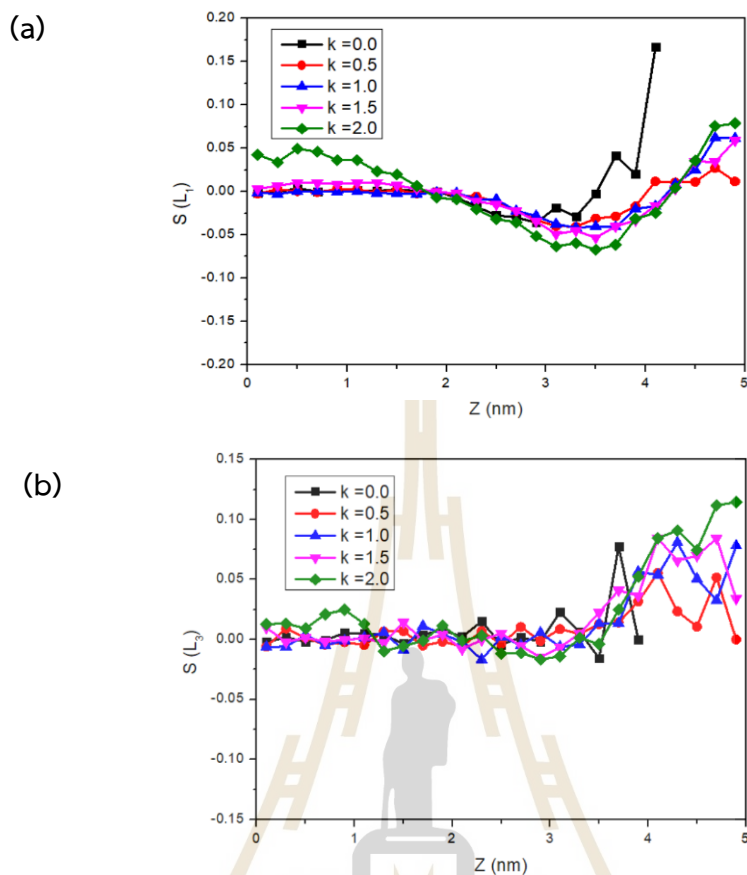 (a)
0.20
0.15
0.10
0.05
0.00
-0.05
-0.10
-0.15
-0.20
S (L₁)
k =0.0
k =0.5
k =1.0
k =1.5
k =2.0
0 1 2 3 4 5
Z (nm)
(b)
0.15
0.10
0.05
0.00
-0.05
-0.10
-0.15
S (L₃)
k =0.0
k =0.5
k =1.0
k =1.5
k =2.0
0 1 2 3 4 5
Z (nm)